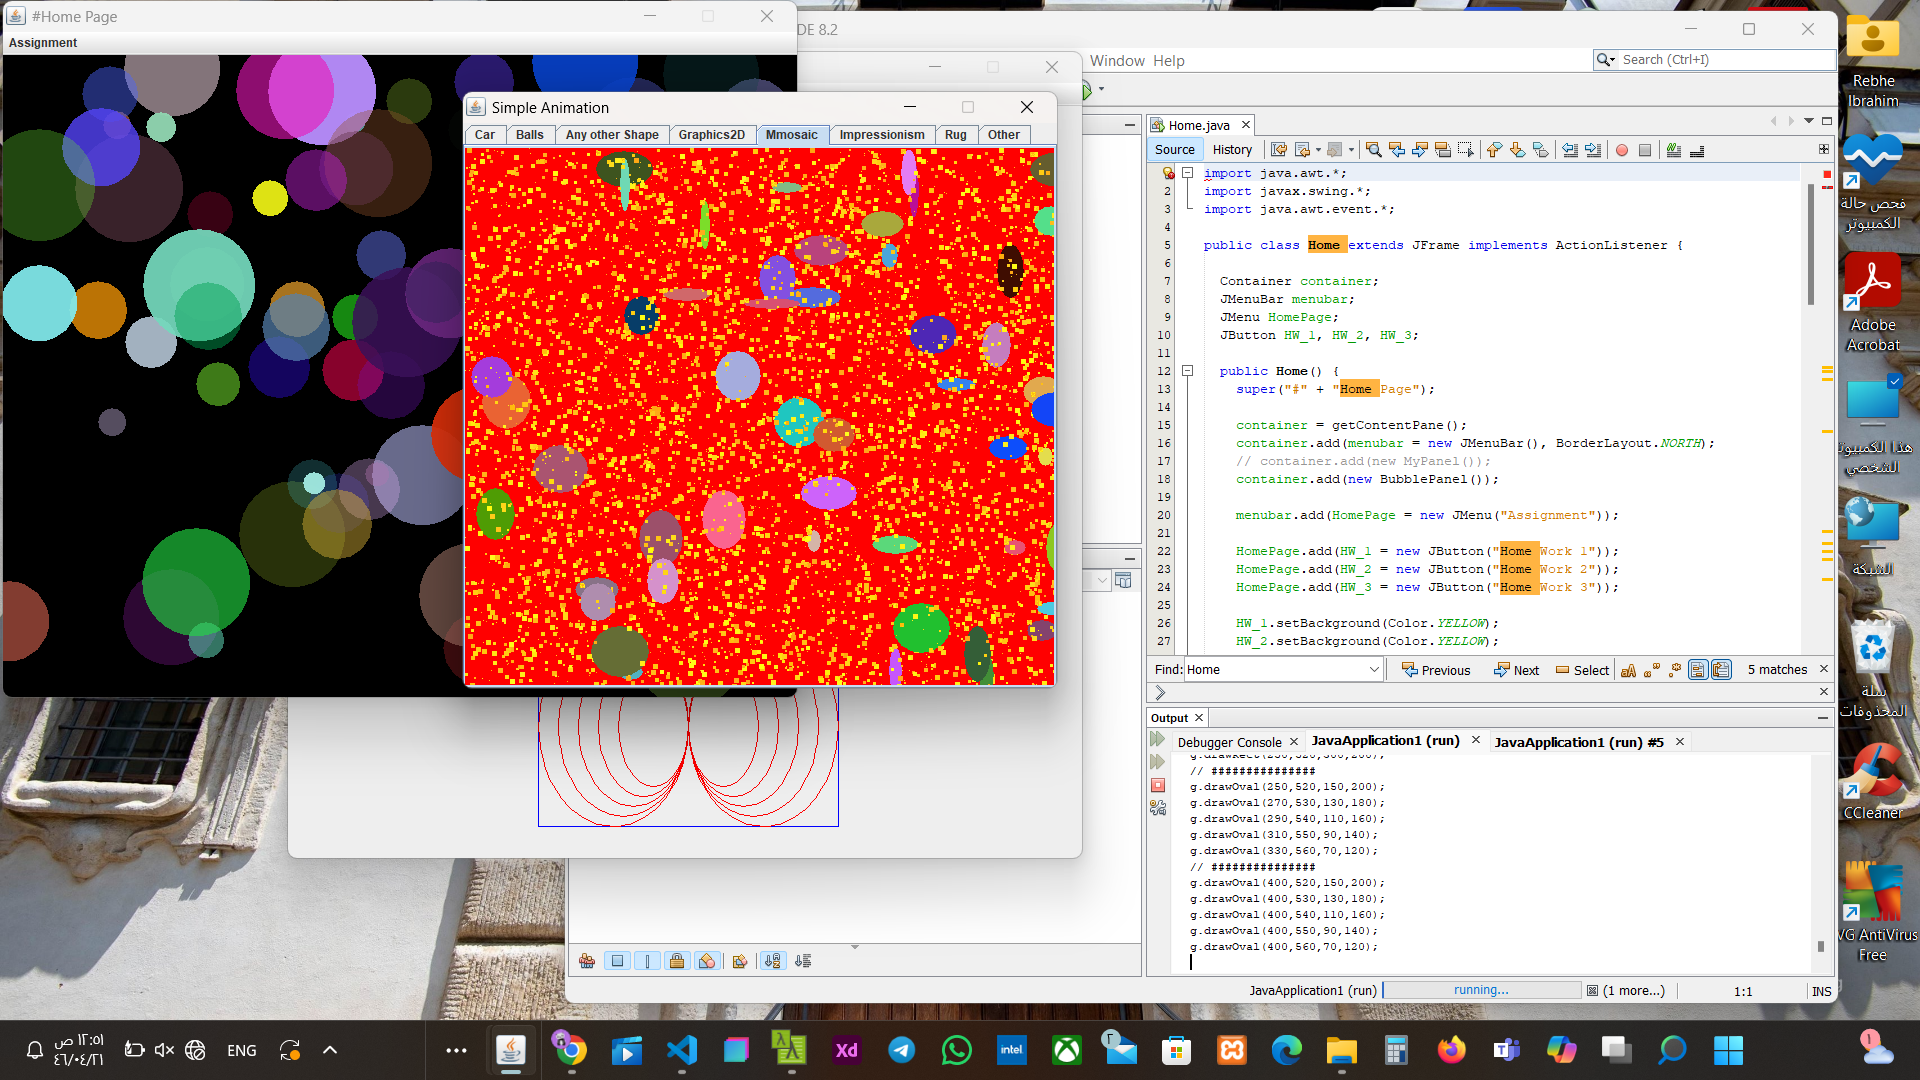 #Home Page
Assignment
DE 8.2
Window Help
Search (Ctrl+I)
Simple Animation
Car Balls Any other Shape Graphics2D Mmosaic Impressionism Rug Other
Home.java
Source History
import java.awt.*;
2 import javax.swing.*;
3 import java.awt.event.*;
4
5 public class Home extends JFrame implements ActionListener {
6
7 Container container;
8 JMenuBar menubar;
9 JMenu HomePage;
10 JButton HW_1, HW_2, HW_3;
11
12 public Home() {
13 super("#" + "Home Page");
14
15 container = getContentPane();
16 container.add(menubar = new JMenuBar(), BorderLayout.NORTH);
17 // container.add(new MyPanel());
18 container.add(new BubblePanel());
19
20 menubar.add(HomePage = new JMenu("Assignment"));
21
22 HomePage.add(HW_1 = new JButton("Home Work 1"));
23 HomePage.add(HW_2 = new JButton("Home Work 2"));
24 HomePage.add(HW_3 = new JButton("Home Work 3"));
25
26 HW_1.setBackground(Color.YELLOW);
27 HW_2.setBackground(Color.YELLOW);
Find: Home Previous Next Select 5 matches
Output
Debugger Console JavaApplication1 (run) JavaApplication1 (run) #5
g.drawRect(250,520,300,200);
// ###############
g.drawOval(250,520,150,200);
g.drawOval(270,530,130,180);
g.drawOval(290,540,110,160);
g.drawOval(310,550,90,140);
g.drawOval(330,560,70,120);
// ###############
g.drawOval(400,520,150,200);
g.drawOval(400,530,130,180);
g.drawOval(400,540,110,160);
g.drawOval(400,550,90,140);
g.drawOval(400,560,70,120);
JavaApplication1 (run) running... (1 more...) 1:1 INS
Rebhe
Ibrahim
فحص حالة
الكمبيوتر
Adobe
Acrobat
هذا الكمبيوتر
الشخصي
الشبكة
سلة
المحذوفات
CCleaner
VG AntiVirus
Free
١٢:٥١ ص
٤٦/٠٤/٢١
ENG
Xd
intel